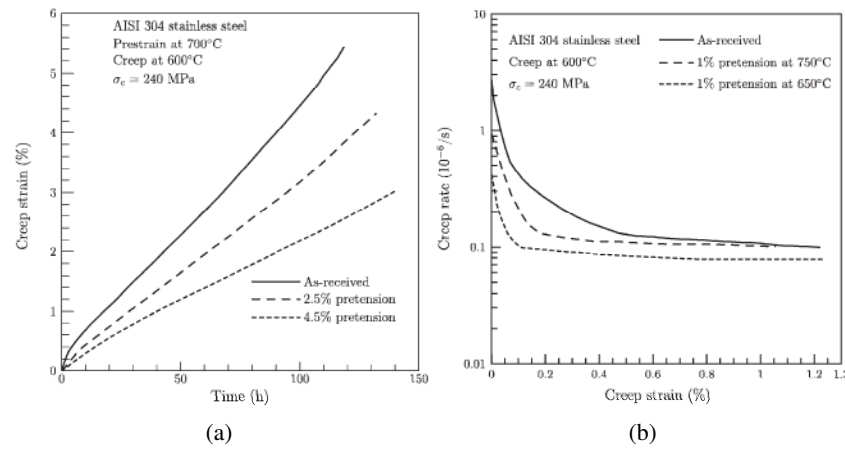 AISI 304 stainless steel
Prestrain at 700°C
Creep at 600°C
σc = 240 MPa
6
5
4
3
2
1
0
Creep strain (%)
As-received
2.5% pretension
4.5% pretension
0
50
100
150
Time (h)
(a)
10
1
0.1
0.01
Creep rate (10⁻⁶/s)
AISI 304 stainless steel
Creep at 600°C
σc = 240 MPa
As-received
1% pretension at 750°C
1% pretension at 650°C
0
0.2
0.4
0.6
0.8
1
1.2
Creep strain (%)
(b)